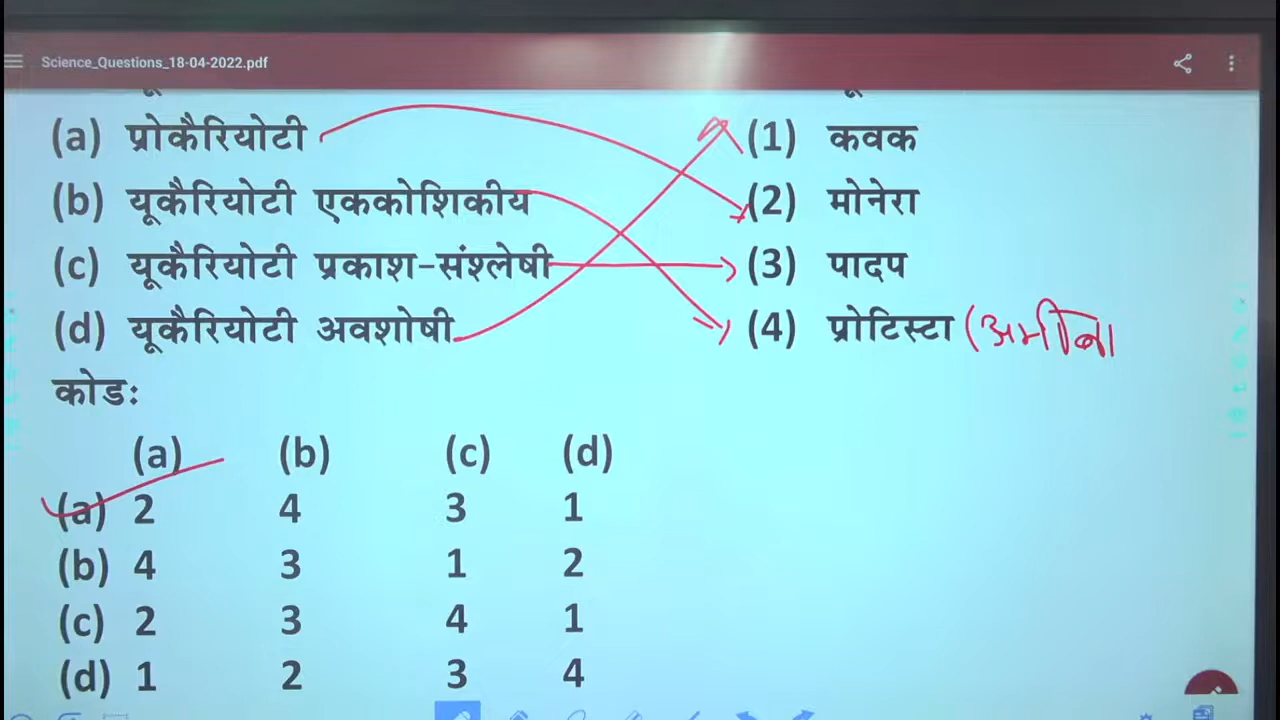 Science_Questions_18-04-2022.pdf
(a) प्रोकैरियोटी (1) कवक
(b) यूकैरियोटी एककोशिकीय (2) मोनेरा
(c) यूकैरियोटी प्रकाश-संश्लेषी (3) पादप
(d) यूकैरियोटी अवशोषी (4) प्रोटिस्टा (अमीबा
कोडः
(a) (b) (c) (d)
(a) 2 4 3 1
(b) 4 3 1 2
(c) 2 3 4 1
(d) 1 2 3 4